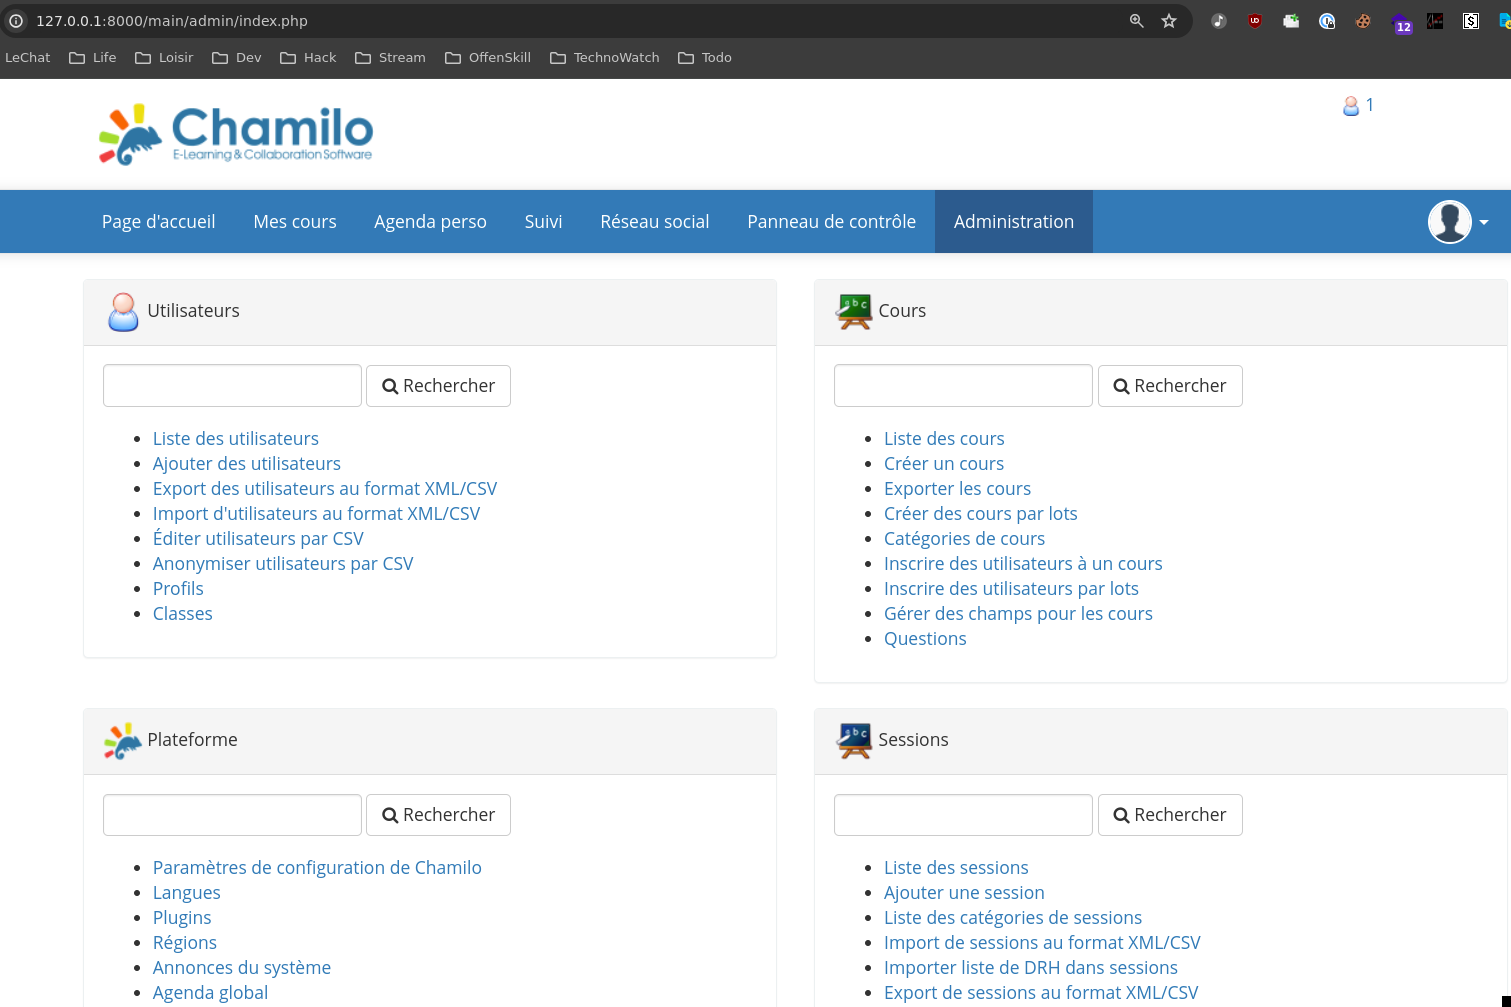 127.0.0.1:8000/main/admin/index.php
12
LeChat Life Loisir Dev Hack Stream OffenSkill TechnoWatch Todo
Chamilo
E-Learning & Collaboration Software
1
Page d'accueil Mes cours Agenda perso Suivi Réseau social Panneau de contrôle Administration
Utilisateurs
Rechercher
Liste des utilisateurs
Ajouter des utilisateurs
Export des utilisateurs au format XML/CSV
Import d'utilisateurs au format XML/CSV
Éditer utilisateurs par CSV
Anonymiser utilisateurs par CSV
Profils
Classes
Cours
Rechercher
Liste des cours
Créer un cours
Exporter les cours
Créer des cours par lots
Catégories de cours
Inscrire des utilisateurs à un cours
Inscrire des utilisateurs par lots
Gérer des champs pour les cours
Questions
Plateforme
Rechercher
Paramètres de configuration de Chamilo
Langues
Plugins
Régions
Annonces du système
Agenda global
Sessions
Rechercher
Liste des sessions
Ajouter une session
Liste des catégories de sessions
Import de sessions au format XML/CSV
Importer liste de DRH dans sessions
Export de sessions au format XML/CSV